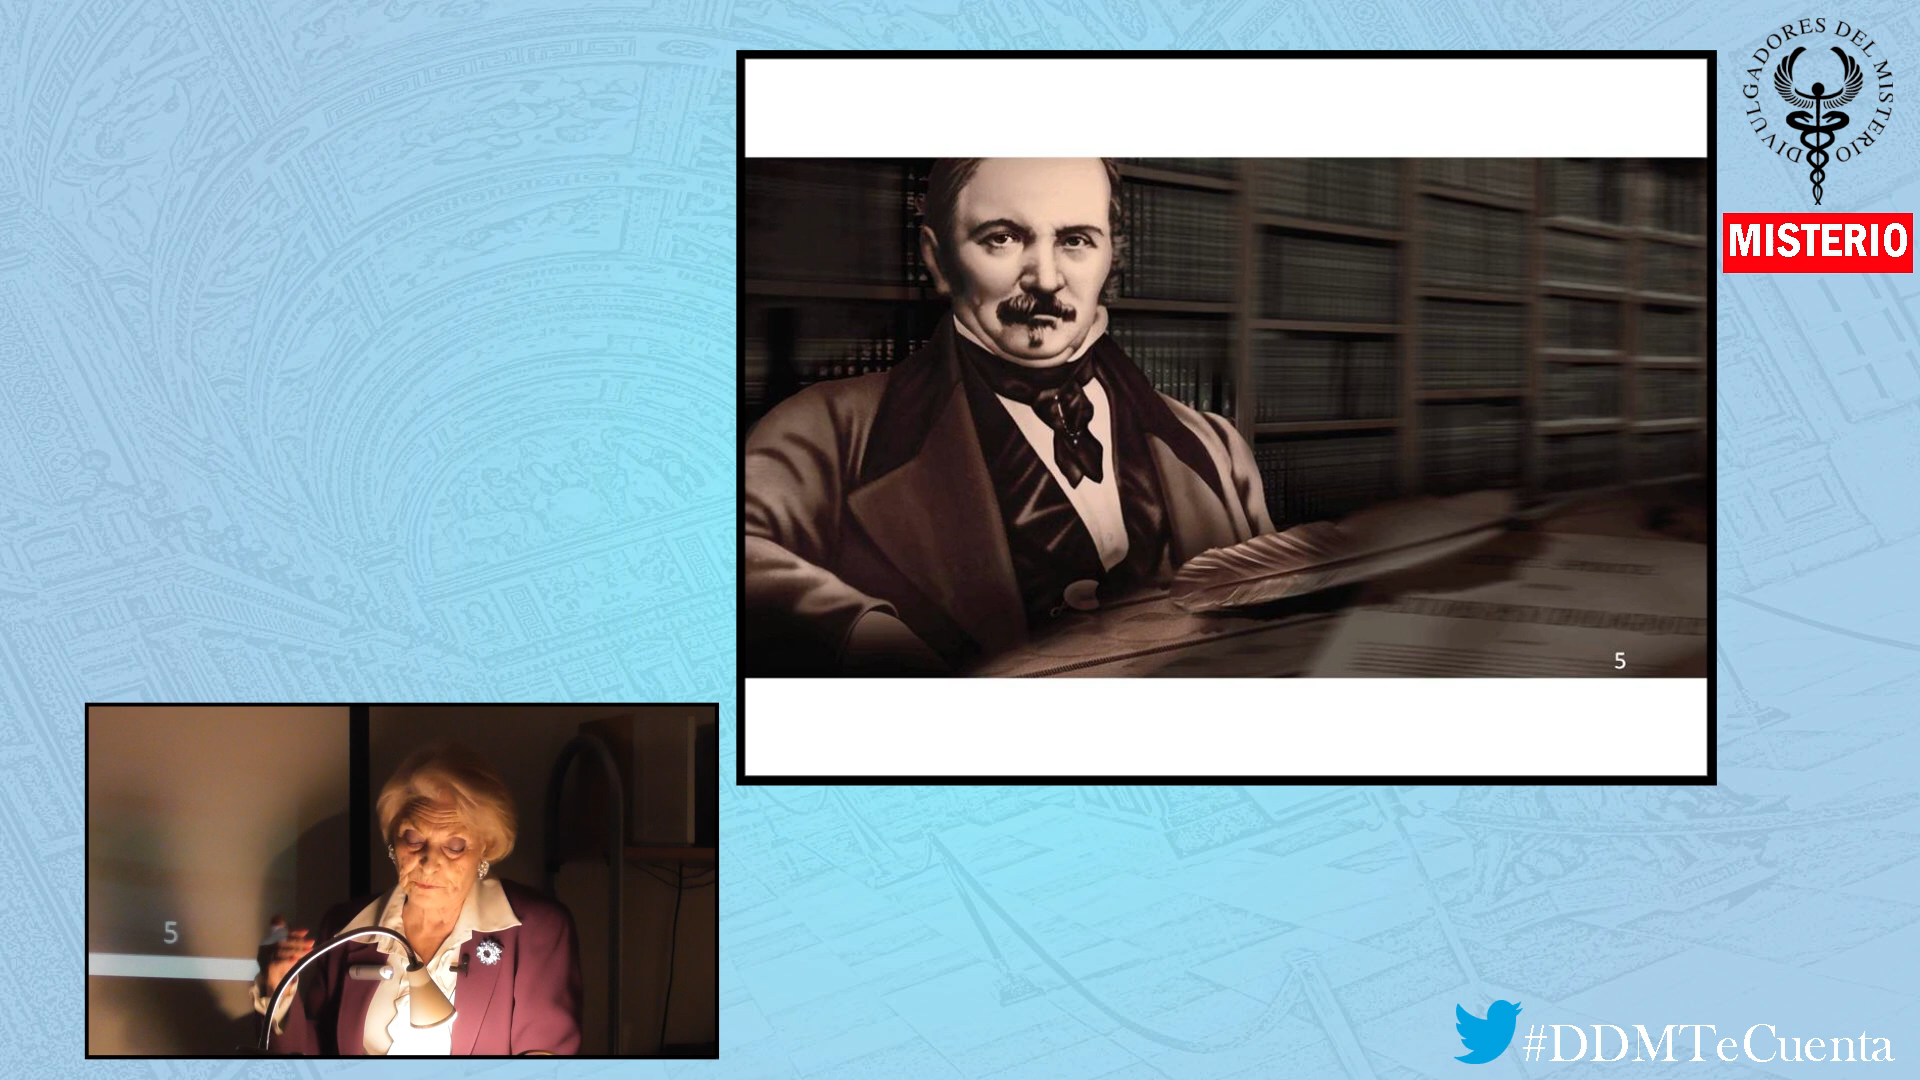 DIVULGADORES DEL MISTERIO
MISTERIO
5
5
#DDMTeCuenta